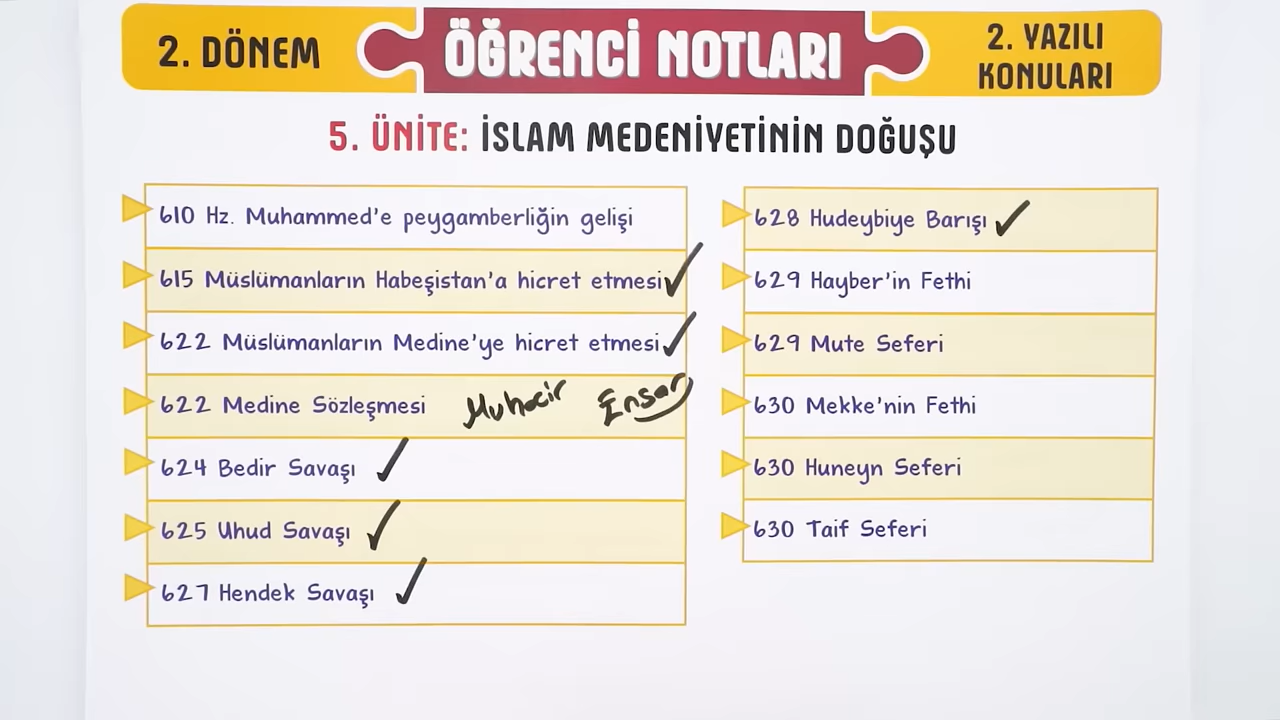 2. DÖNEM
ÖĞRENCİ NOTLARI
2. YAZILI
KONULARI
5. ÜNİTE: İSLAM MEDENİYETİNİN DOĞUŞU
610 Hz. Muhammed'e peygamberliğin gelişi
615 Müslümanların Habeşistan'a hicret etmesi
622 Müslümanların Medine'ye hicret etmesi
622 Medine Sözleşmesi Muhacir Ensar
624 Bedir Savaşı
625 Uhud Savaşı
627 Hendek Savaşı
628 Hudeybiye Barışı
629 Hayber'in Fethi
629 Mute Seferi
630 Mekke'nin Fethi
630 Huneyn Seferi
630 Taif Seferi